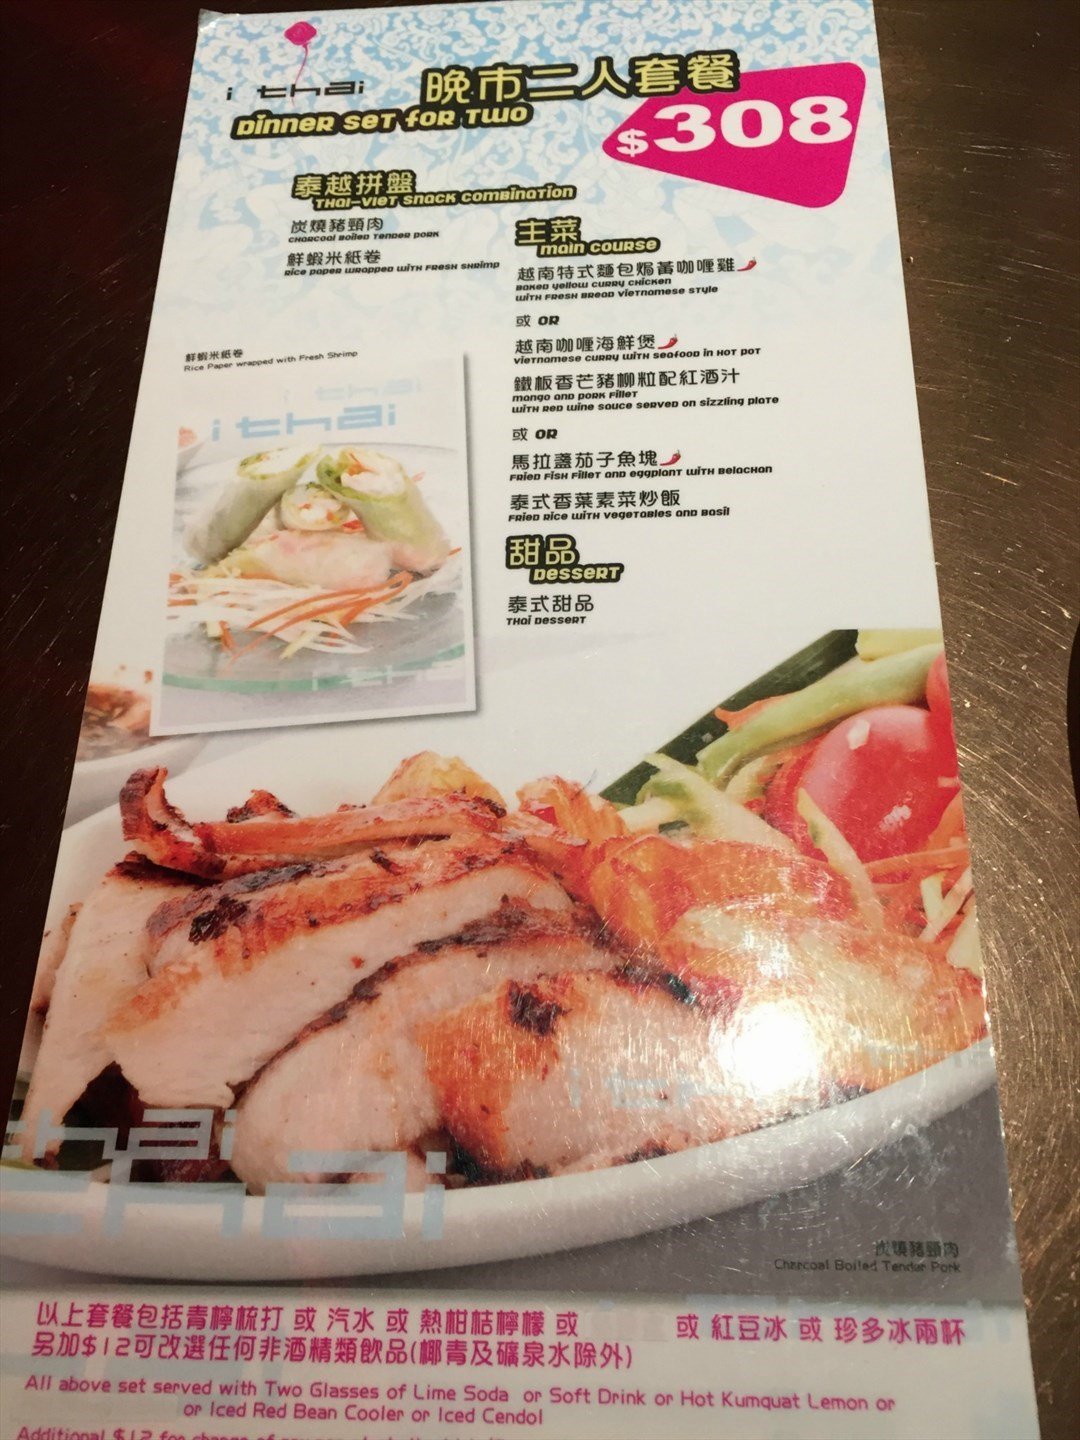 i thai
晚市二人套餐
Dinner set for Two
$308
泰越拼盤
Thai-Viet Snack Combination
炭燒豬頸肉
Charcoal Boiled Tender Pork
鮮蝦米紙卷
Rice Paper Wrapped with Fresh Shrimp
主菜
Main Course
越南特式麵包焗黃咖喱雞
Baked Yellow Curry Chicken
with Fresh Bread Vietnamese Style
或 OR
越南咖喱海鮮煲
Vietnamese Curry with Seafood in Hot Pot
鐵板香芒豬柳粒配紅酒汁
Mango and Pork Fillet
with Red Wine Sauce Served on Sizzling Plate
或 OR
馬拉盞茄子魚塊
Fried Fish Fillet and Eggplant with Belachan
泰式香葉素菜炒飯
Fried Rice with Vegetables and Basil
甜品
Dessert
泰式甜品
Thai Dessert
鮮蝦米紙卷
Rice Paper wrapped with Fresh Shrimp
i thai
炭燒豬頸肉
Charcoal Boiled Tender Pork
以上套餐包括青檸梳打 或 汽水 或 熱柑桔檸檬 或 或 紅豆冰 或 珍多冰兩杯
另加$12可改選任何非酒精類飲品(椰青及礦泉水除外)
All above set served with Two Glasses of Lime Soda or Soft Drink or Hot Kumquat Lemon or
or Iced Red Bean Cooler or Iced Cendol
Additional $12 for change of